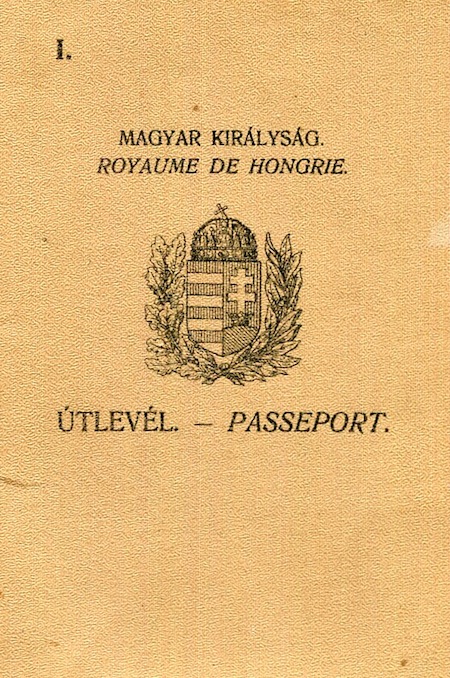 I.
MAGYAR KIRÁLYSÁG.
ROYAUME DE HONGRIE.
ÚTLEVÉL. — PASSEPORT.